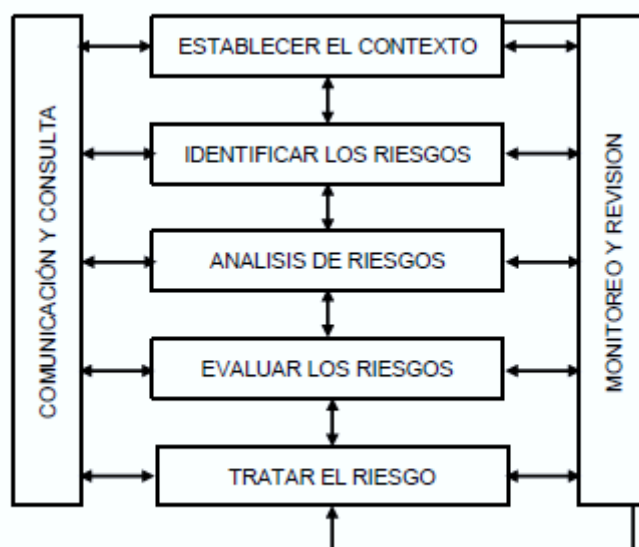 ESTABLECER EL CONTEXTO
IDENTIFICAR LOS RIESGOS
ANALISIS DE RIESGOS
EVALUAR LOS RIESGOS
TRATAR EL RIESGO
COMUNICACIÓN Y CONSULTA
MONITOREO Y REVISION